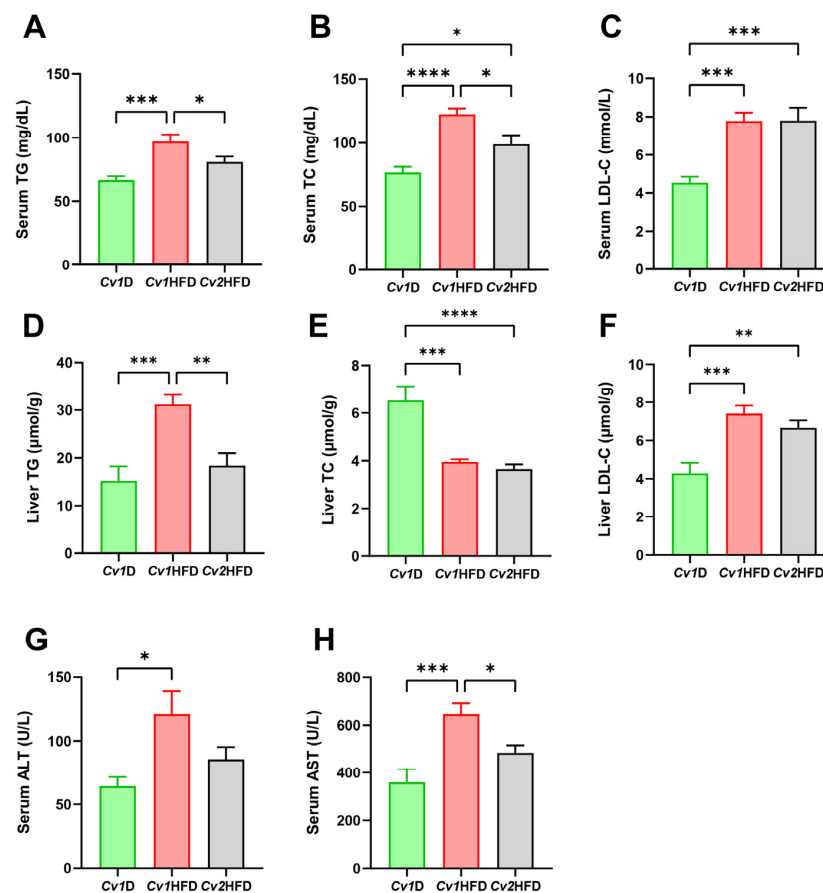 A
Serum TG (mg/dL)
150
100
50
0
***
*
Cv1D Cv1HFD Cv2HFD
B
Serum TC (mg/dL)
150
100
50
0
*
****
*
Cv1D Cv1HFD Cv2HFD
C
Serum LDL-C (mmol/L)
10
8
6
4
2
0
***
***
Cv1D Cv1HFD Cv2HFD
D
Liver TG (μmol/g)
40
30
20
10
0
***
**
Cv1D Cv1HFD Cv2HFD
E
Liver TC (μmol/g)
8
6
4
2
0
****
***
Cv1D Cv1HFD Cv2HFD
F
Liver LDL-C (μmol/g)
10
8
6
4
2
0
**
***
Cv1D Cv1HFD Cv2HFD
G
Serum ALT (U/L)
150
100
50
0
*
Cv1D Cv1HFD Cv2HFD
H
Serum AST (U/L)
800
600
400
200
0
***
*
Cv1D Cv1HFD Cv2HFD